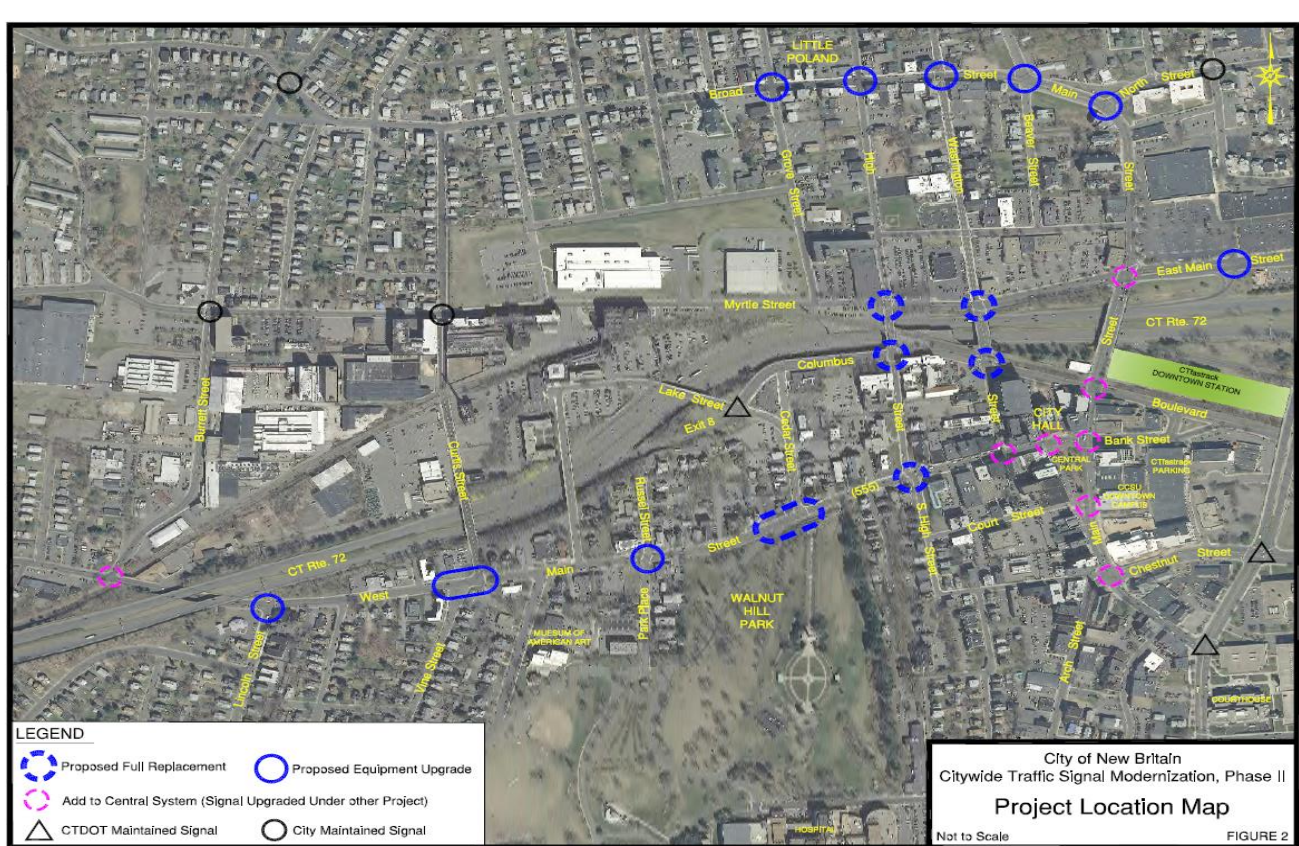 LITTLE
POLAND
Broad
Street
Main
North
Street
Grove Street
High
Washington
Beaver Street
Street
East Main
Street
Myrtle Street
CT Rte. 72
Street
Columbus
CTfastrack
DOWNTOWN STATION
Lake Street
Exit 8
Boulevard
Burrett Street
Curtis Street
Cedar Street
Street
Street
CITY
HALL
Bank Street
CENTRAL
PARK
CTfastrack
PARKING
CCSU
DOWNTOWN
CAMPUS
Russel Street
(555)
S. High Street
Court Street
Main
Chestnut Street
CT Rte. 72
West
Main
Street
WALNUT
HILL
PARK
Park Place
MUESUM OF
AMERICAN ART
Lincoln Street
Vine Street
Arch Street
COURTHOUSE
HOSPITAL
LEGEND
Proposed Full Replacement
Proposed Equipment Upgrade
Add to Central System (Signal Upgraded Under other Project)
CTDOT Maintained Signal
City Maintained Signal
City of New Britain
Citywide Traffic Signal Modernization, Phase II
Project Location Map
Not to Scale
FIGURE 2